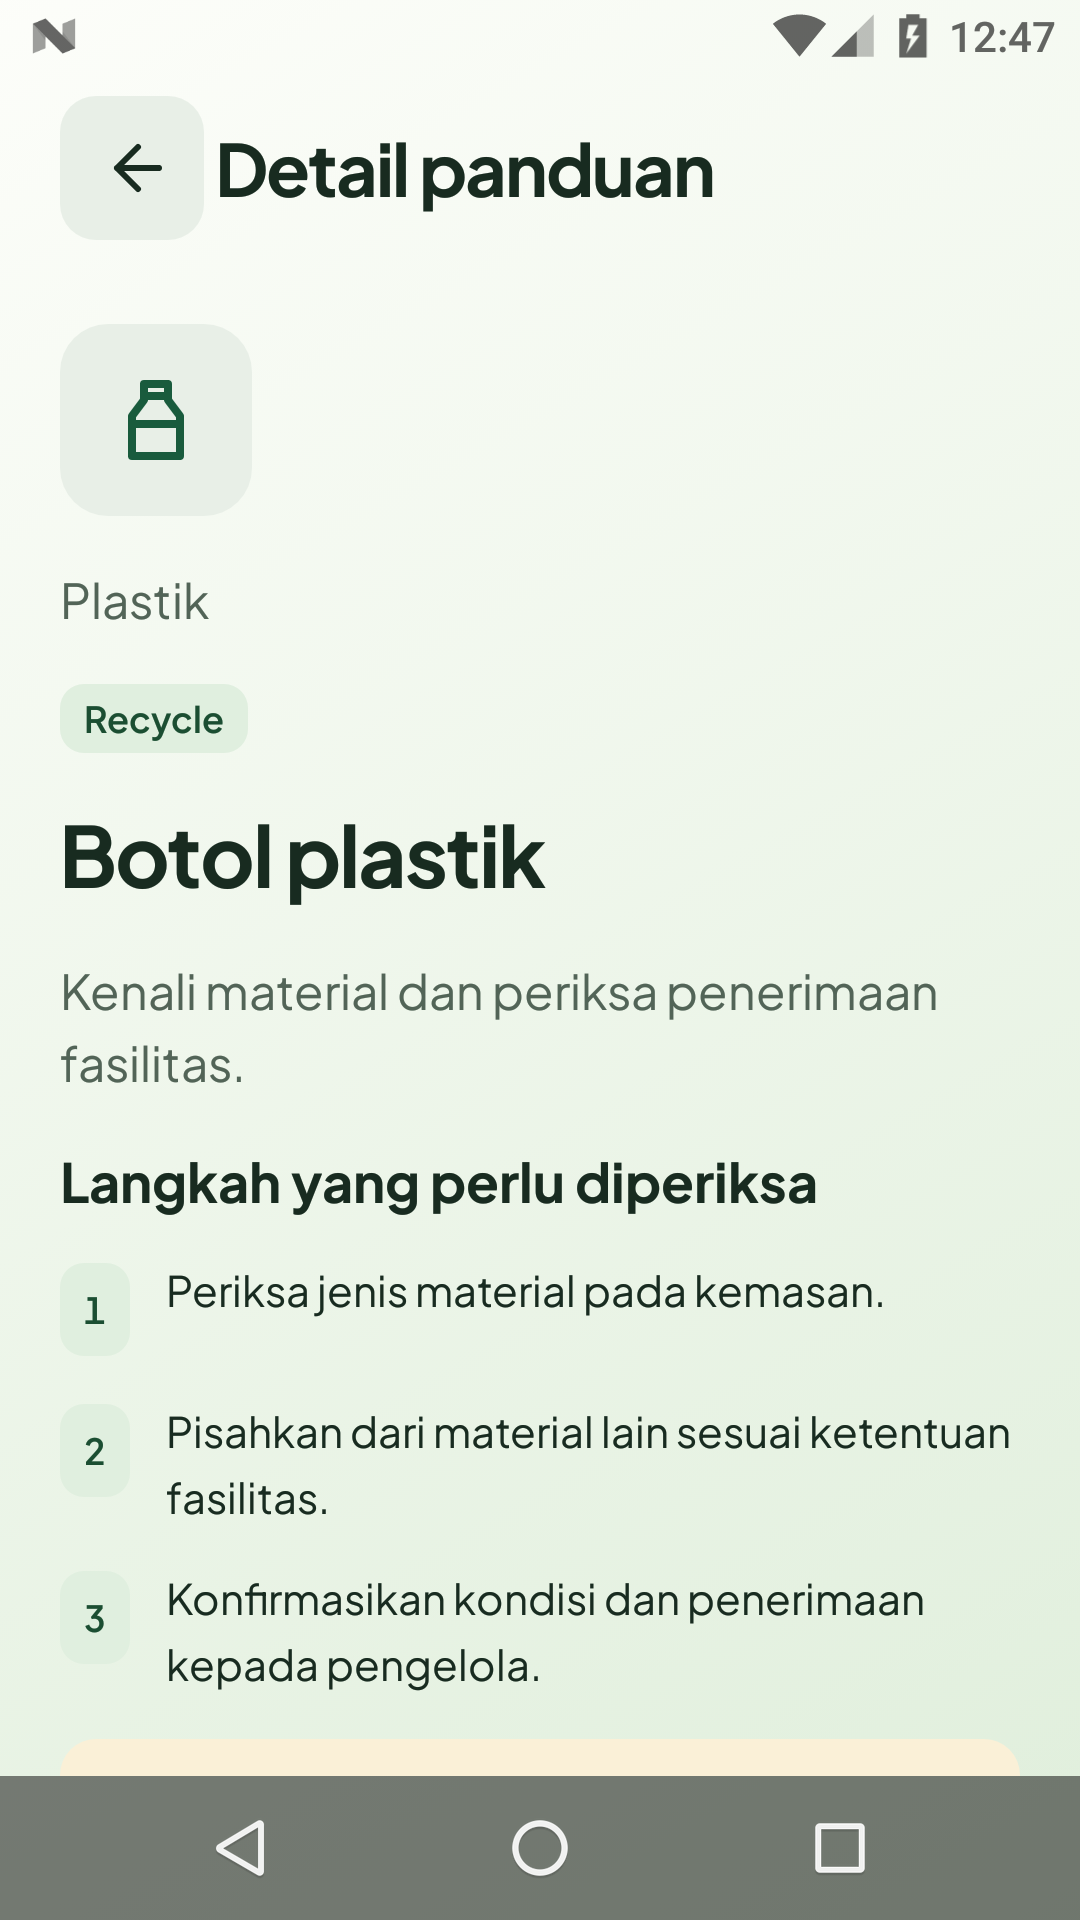 12:47
Detail panduan
Plastik
Recycle
Botol plastik
Kenali material dan periksa penerimaan
fasilitas.
Langkah yang perlu diperiksa
1
Periksa jenis material pada kemasan.
2
Pisahkan dari material lain sesuai ketentuan
fasilitas.
3
Konfirmasikan kondisi dan penerimaan
kepada pengelola.